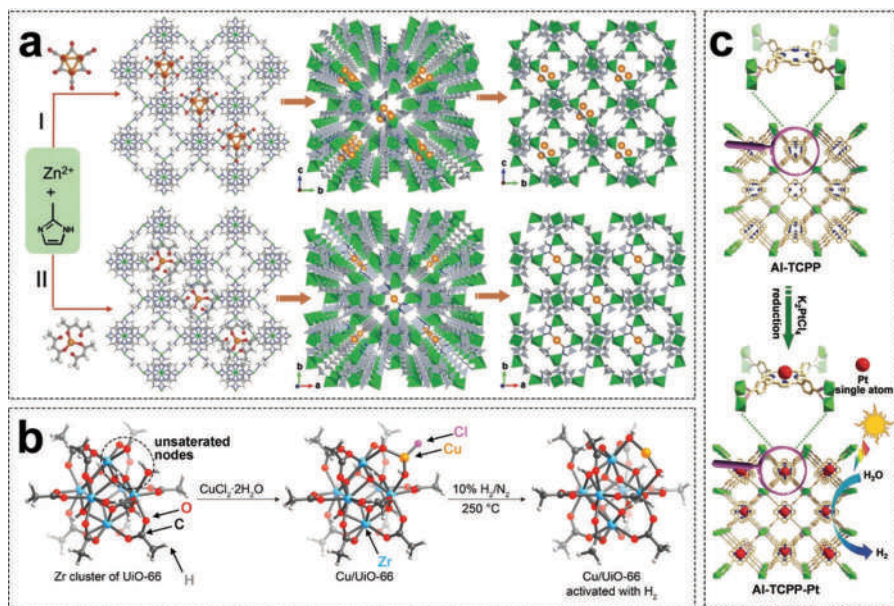 a
I
Zn2+
+
NH
II
c
b
c
b
b
a
b
a
b
unsaterated
nodes
CuCl2·2H2O
O
C
H
Zr cluster of UiO-66
Cl
Cu
Zr
Cu/UiO-66
10% H2/N2
250 °C
Cu/UiO-66
activated with H2
c
Al-TCPP
K2PtCl4
reduction
Pt
single atom
H2O
H2
Al-TCPP-Pt